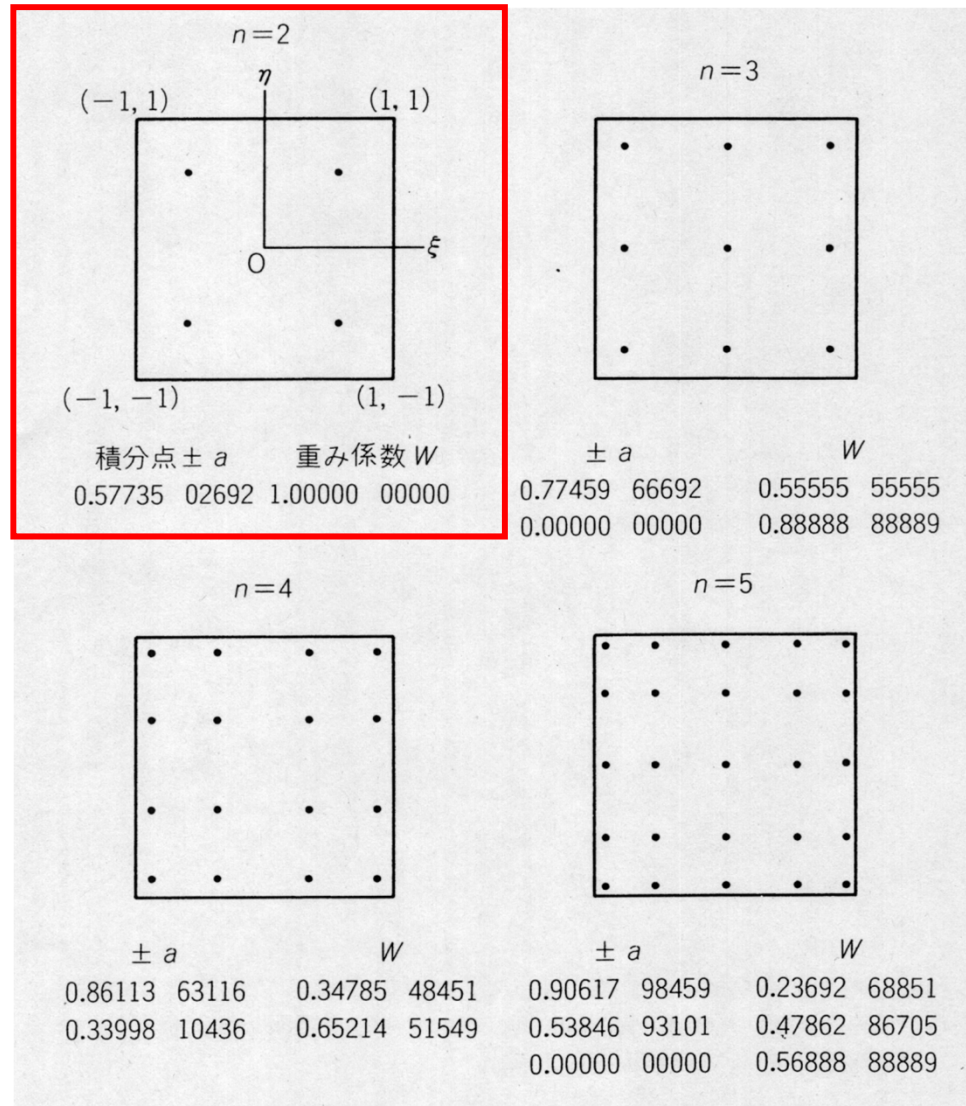 n=2
η
(−1, 1) (1, 1)
ξ
O
(−1, −1) (1, −1)
積分点± a 重み係数 W
0.57735 02692 1.00000 00000
n=3
± a W
0.77459 66692 0.55555 55555
0.00000 00000 0.88888 88889
n=4
± a W
0.86113 63116 0.34785 48451
0.33998 10436 0.65214 51549
n=5
± a W
0.90617 98459 0.23692 68851
0.53846 93101 0.47862 86705
0.00000 00000 0.56888 88889